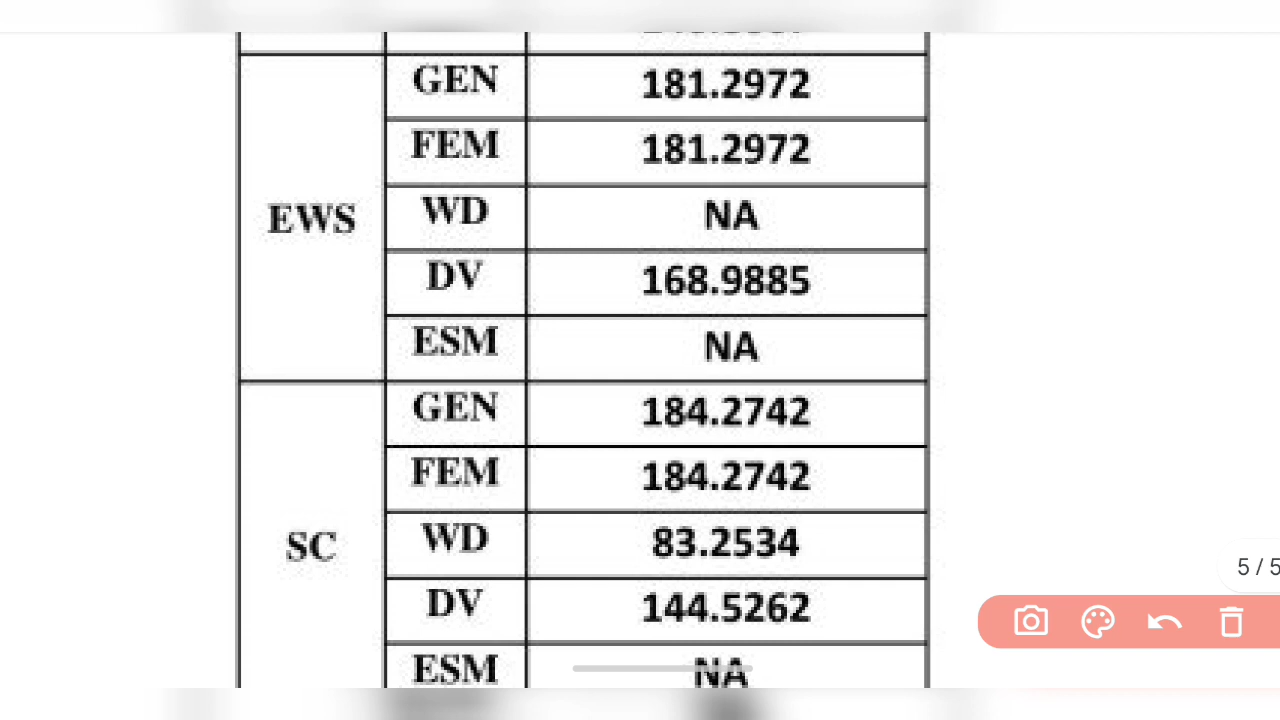 GEN 181.2972
FEM 181.2972
EWS WD NA
DV 168.9885
ESM NA
GEN 184.2742
FEM 184.2742
SC WD 83.2534
DV 144.5262
ESM NA
5 / 5